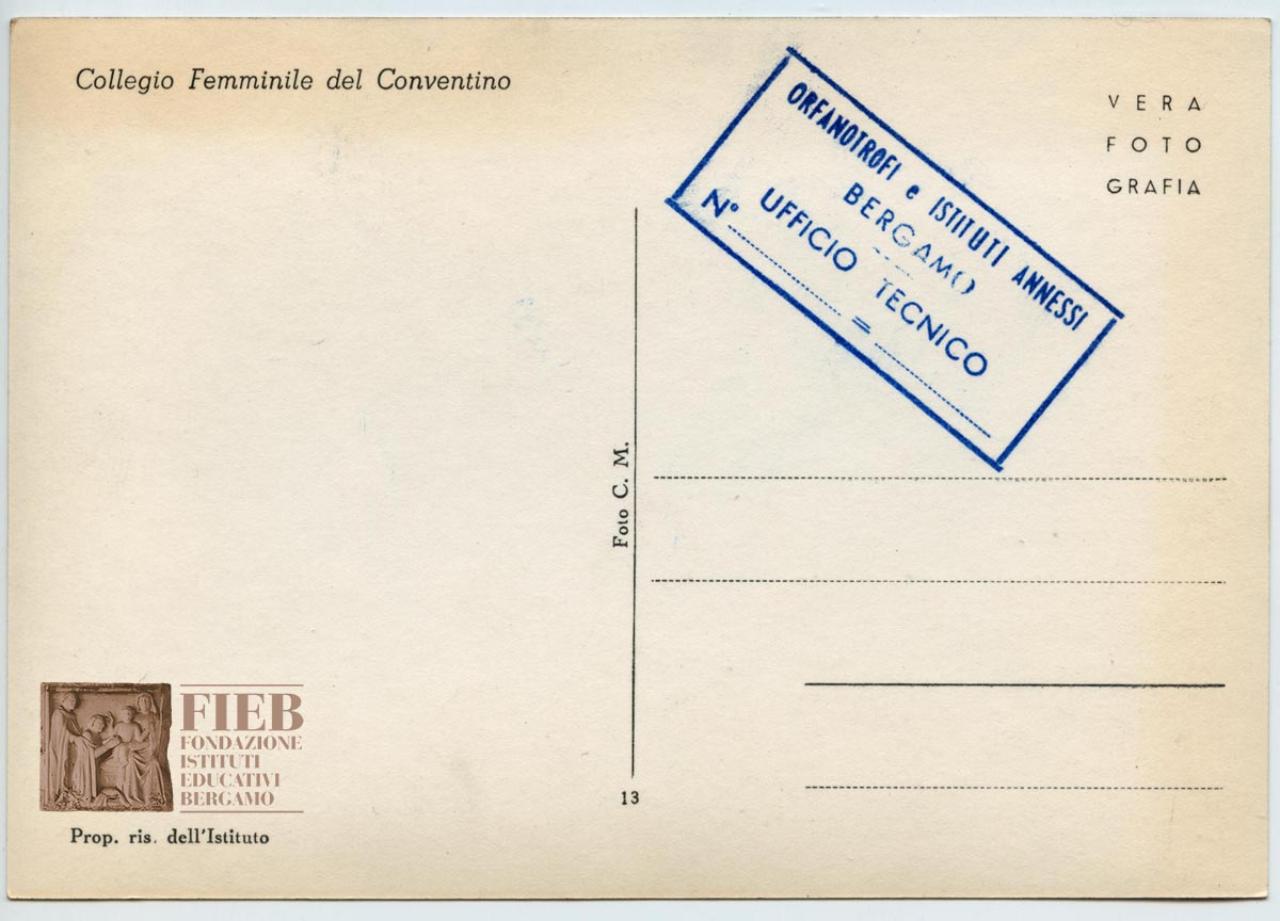 Collegio Femminile del Conventino
VERA
FOTO
GRAFIA
ORFANOTROFI e ISTITUTI ANNESSI
BERGAMO
UFFICIO TECNICO
N° =
Foto C. M.
13
FIEB
FONDAZIONE
ISTITUTI
EDUCATIVI
BERGAMO
Prop. ris. dell'Istituto